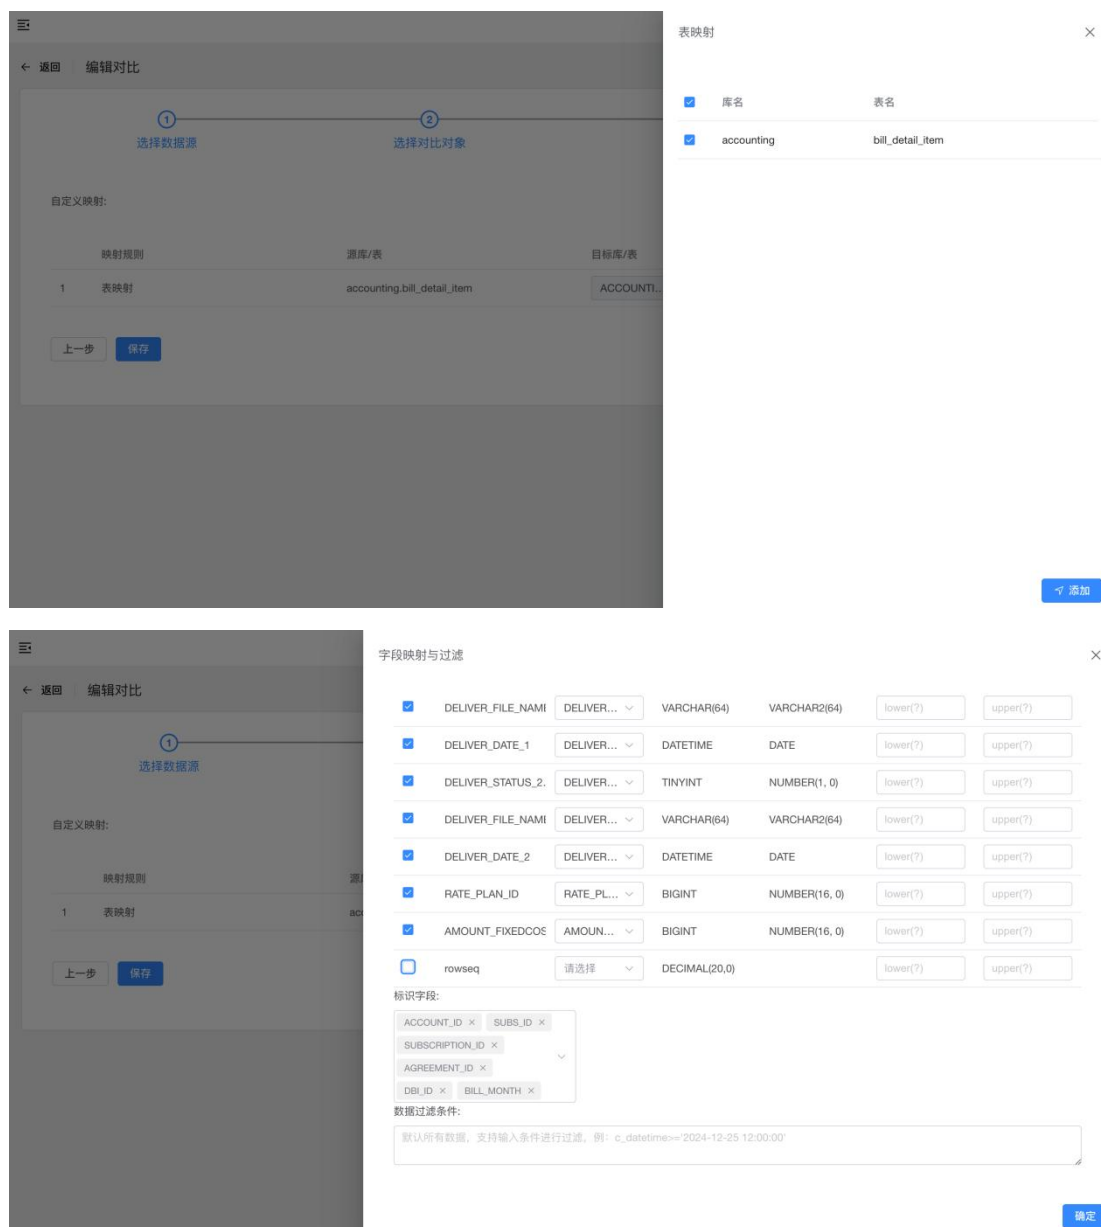 表映射
← 返回 编辑对比
库名 表名
1 2
选择数据源 选择对比对象
accounting bill_detail_item
自定义映射:
映射规则 源库/表 目标库/表
1 表映射 accounting.bill_detail_item ACCOUNTI...
上一步 保存
添加
字段映射与过滤
← 返回 编辑对比
DELIVER_FILE_NAME DELIVER... VARCHAR(64) VARCHAR2(64) lower(?) upper(?)
1
DELIVER_DATE_1 DELIVER... DATETIME DATE lower(?) upper(?)
选择数据源
DELIVER_STATUS_2. DELIVER... TINYINT NUMBER(1, 0) lower(?) upper(?)
自定义映射:
DELIVER_FILE_NAME DELIVER... VARCHAR(64) VARCHAR2(64) lower(?) upper(?)
DELIVER_DATE_2 DELIVER... DATETIME DATE lower(?) upper(?)
映射规则 源
RATE_PLAN_ID RATE_PL... BIGINT NUMBER(16, 0) lower(?) upper(?)
1 表映射 acc
AMOUNT_FIXEDCOS AMOUN... BIGINT NUMBER(16, 0) lower(?) upper(?)
上一步 保存
rowseq 请选择 DECIMAL(20,0) lower(?) upper(?)
标识字段:
ACCOUNT_ID × SUBS_ID ×
SUBSCRIPTION_ID ×
AGREEMENT_ID ×
DBI_ID × BILL_MONTH ×
数据过滤条件:
默认所有数据，支持输入条件进行过滤，例：c_datetime>='2024-12-25 12:00:00'
确定